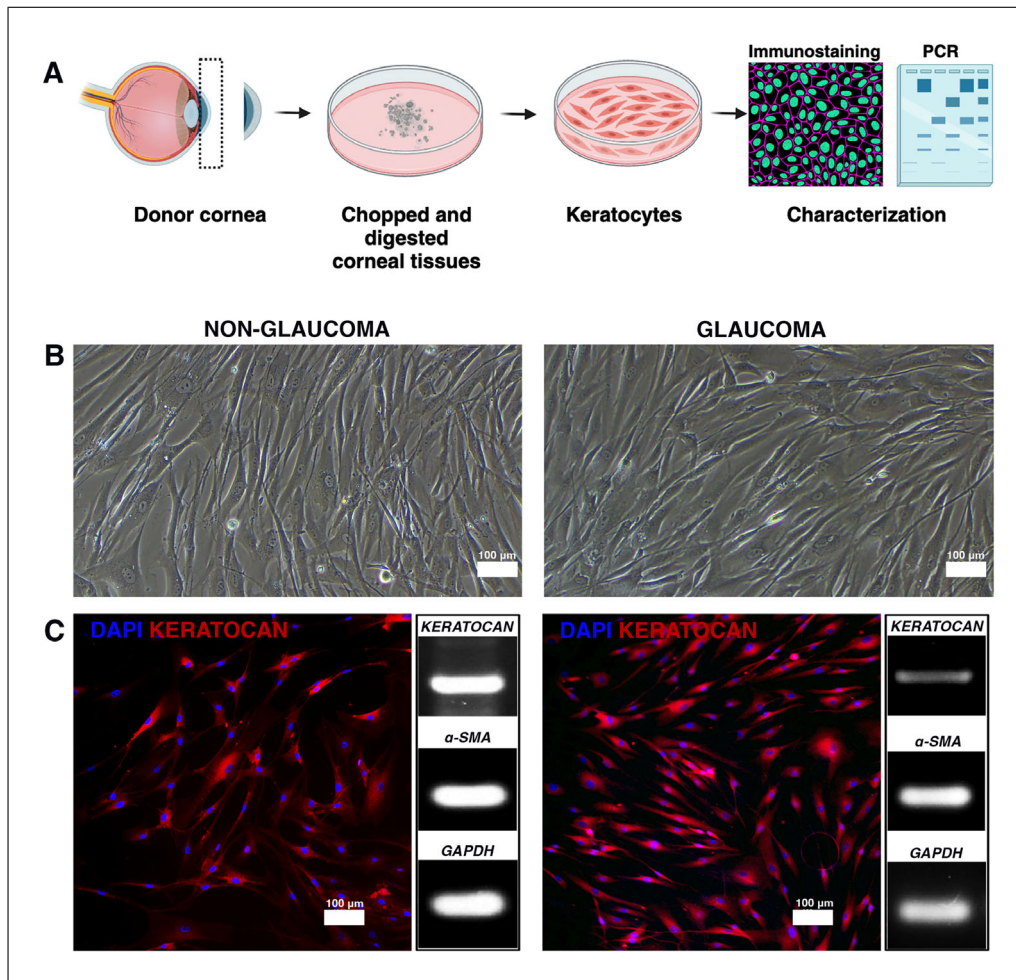 A
Immunostaining
PCR
Donor cornea
Chopped and
digested
corneal tissues
Keratocytes
Characterization
NON-GLAUCOMA
GLAUCOMA
B
100 µm
100 µm
C
DAPI KERATOCAN
KERATOCAN
α-SMA
GAPDH
100 µm
DAPI KERATOCAN
KERATOCAN
α-SMA
GAPDH
100 µm